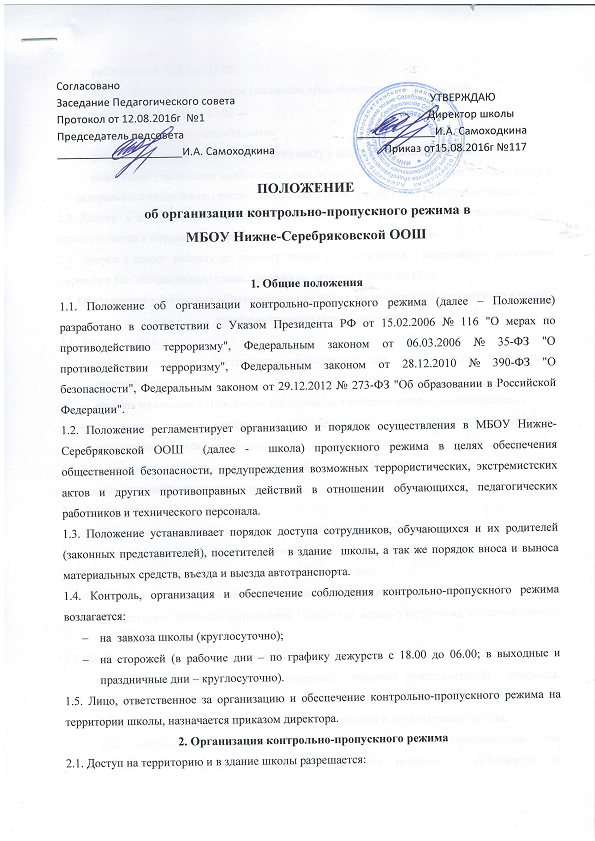 Согласовано
Заседание Педагогического совета
Протокол от 12.08.2016г №1
Председатель педсовета
____________________И.А. Самоходкина
УТВЕРЖДАЮ
Директор школы
И.А. Самоходкина
Приказ от15.08.2016г №117
ПОЛОЖЕНИЕ
об организации контрольно-пропускного режима в
МБОУ Нижне-Серебряковской ООШ
1. Общие положения
1.1. Положение об организации контрольно-пропускного режима (далее – Положение)
разработано в соответствии с Указом Президента РФ от 15.02.2006 № 116 "О мерах по
противодействию терроризму", Федеральным законом от 06.03.2006 № 35-ФЗ "О
противодействии терроризму", Федеральным законом от 28.12.2010 № 390-ФЗ "О
безопасности", Федеральным законом от 29.12.2012 № 273-ФЗ "Об образовании в Российской
Федерации".
1.2. Положение регламентирует организацию и порядок осуществления в МБОУ Нижне-
Серебряковской ООШ (далее - школа) пропускного режима в целях обеспечения
общественной безопасности, предупреждения возможных террористических, экстремистских
актов и других противоправных действий в отношении обучающихся, педагогических
работников и технического персонала.
1.3. Положение устанавливает порядок доступа сотрудников, обучающихся и их родителей
(законных представителей), посетителей в здание школы, а так же порядок вноса и выноса
материальных средств, въезда и выезда автотранспорта.
1.4. Контроль, организация и обеспечение соблюдения контрольно-пропускного режима
возлагается:
– на завхоза школы (круглосуточно);
– на сторожей (в рабочие дни – по графику дежурств с 18.00 до 06.00; в выходные и
праздничные дни – круглосуточно).
1.5. Лицо, ответственное за организацию и обеспечение контрольно-пропускного режима на
территории школы, назначается приказом директора.
2. Организация контрольно-пропускного режима
2.1. Доступ на территорию и в здание школы разрешается: